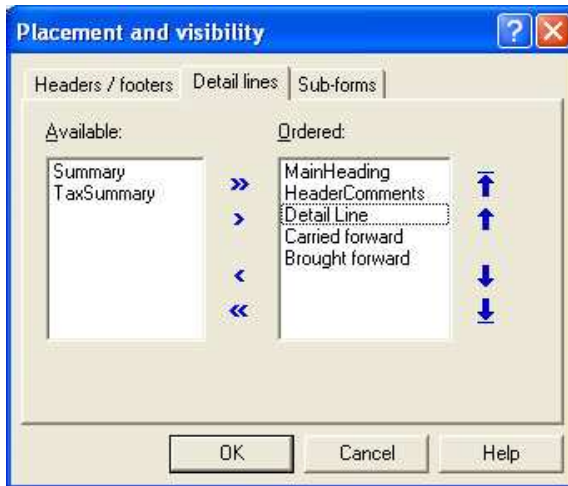 Placement and visibility
Headers / footers
Detail lines
Sub-forms
Available:
Summary
TaxSummary
Ordered:
MainHeading
HeaderComments
Detail Line
Carried forward
Brought forward
OK
Cancel
Help